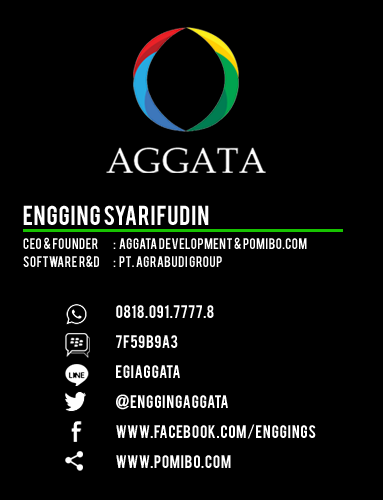 AGGATA
ENGGING SYARIFUDIN
CEO & FOUNDER : AGGATA DEVELOPMENT & POMIBO.COM
SOFTWARE R&D : PT. AGRABUDI GROUP
0818.091.7777.8
7F59B9A3
LINE EGIAGGATA
@ENGGINGAGGATA
WWW.FACEBOOK.COM/ENGGINGS
WWW.POMIBO.COM